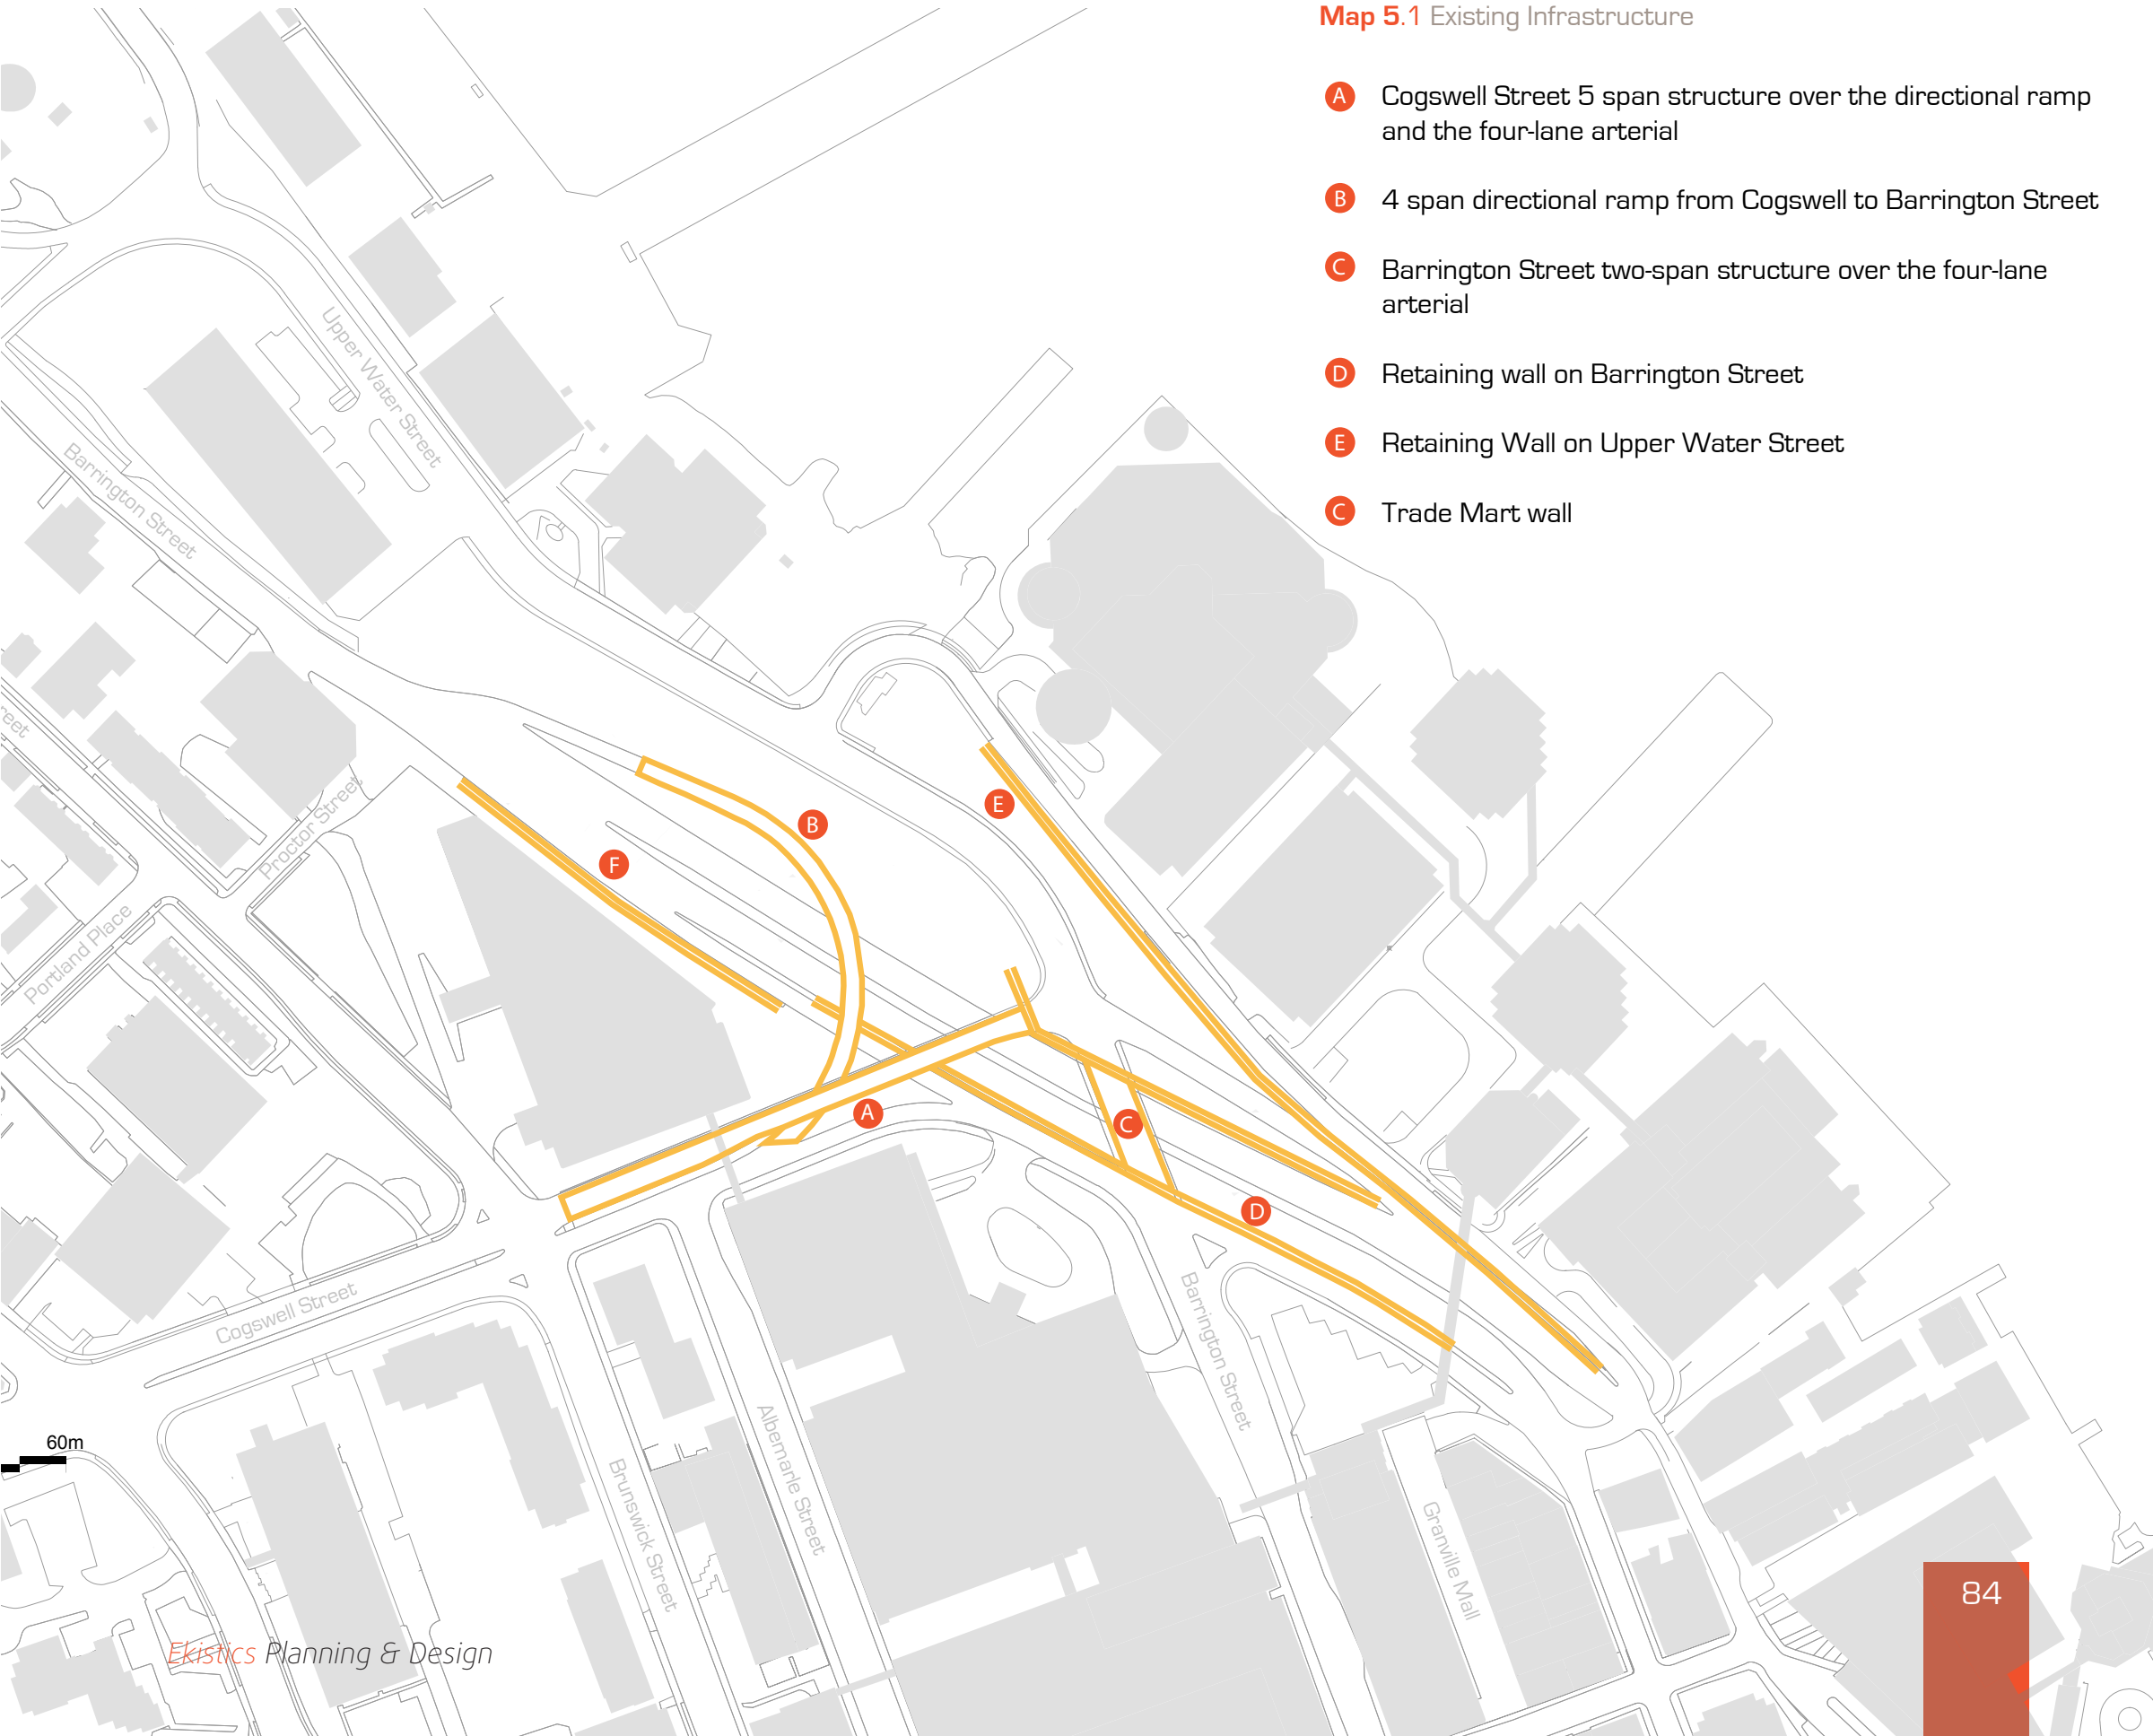 Map 5.1 Existing Infrastructure
A Cogswell Street 5 span structure over the directional ramp
and the four-lane arterial
B 4 span directional ramp from Cogswell to Barrington Street
C Barrington Street two-span structure over the four-lane
arterial
D Retaining wall on Barrington Street
E Retaining Wall on Upper Water Street
C Trade Mart wall
Upper Water Street
Barrington Street
reet
Proctor Street
Portland Place
B
E
F
A
C
D
Cogswell Street
Barrington Street
Albemarle Street
Brunswick Street
Granville Mall
60m
84
Ekistics Planning & Design